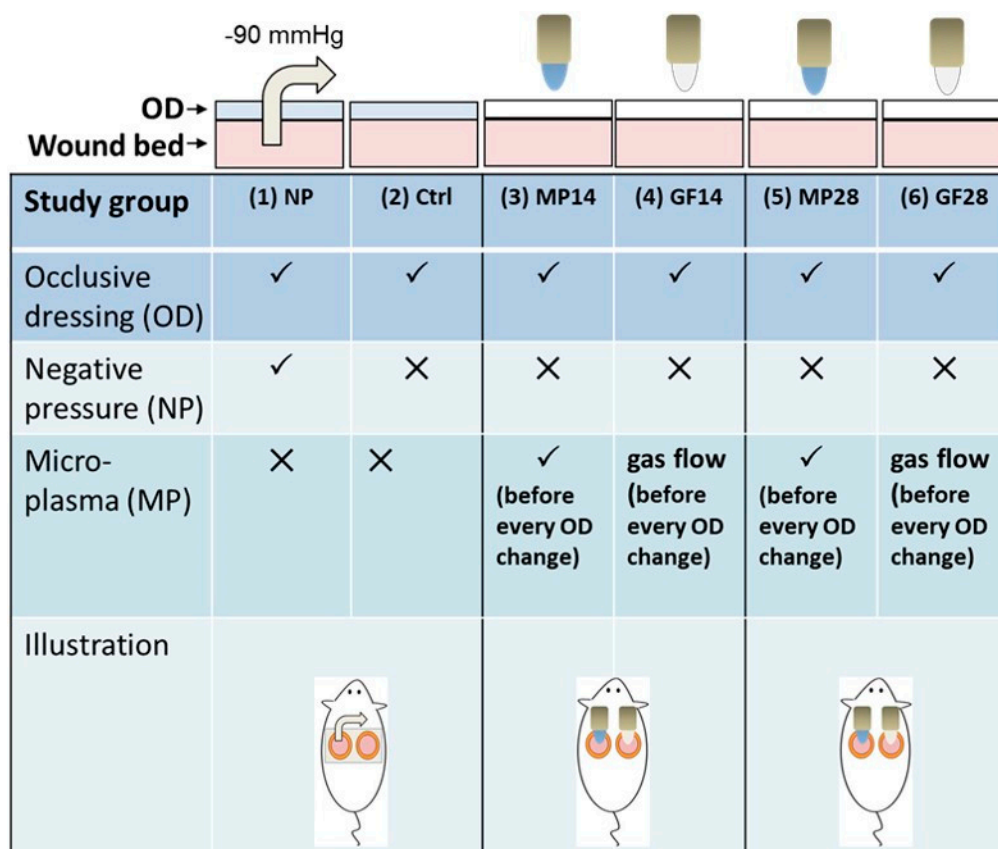 -90 mmHg
OD→
Wound bed→
Study group
(1) NP
(2) Ctrl
(3) MP14
(4) GF14
(5) MP28
(6) GF28
Occlusive
dressing (OD)
✓
✓
✓
✓
✓
✓
Negative
pressure (NP)
✓
×
×
×
×
×
Micro-
plasma (MP)
×
×
✓
(before
every OD
change)
gas flow
(before
every OD
change)
✓
(before
every OD
change)
gas flow
(before
every OD
change)
Illustration